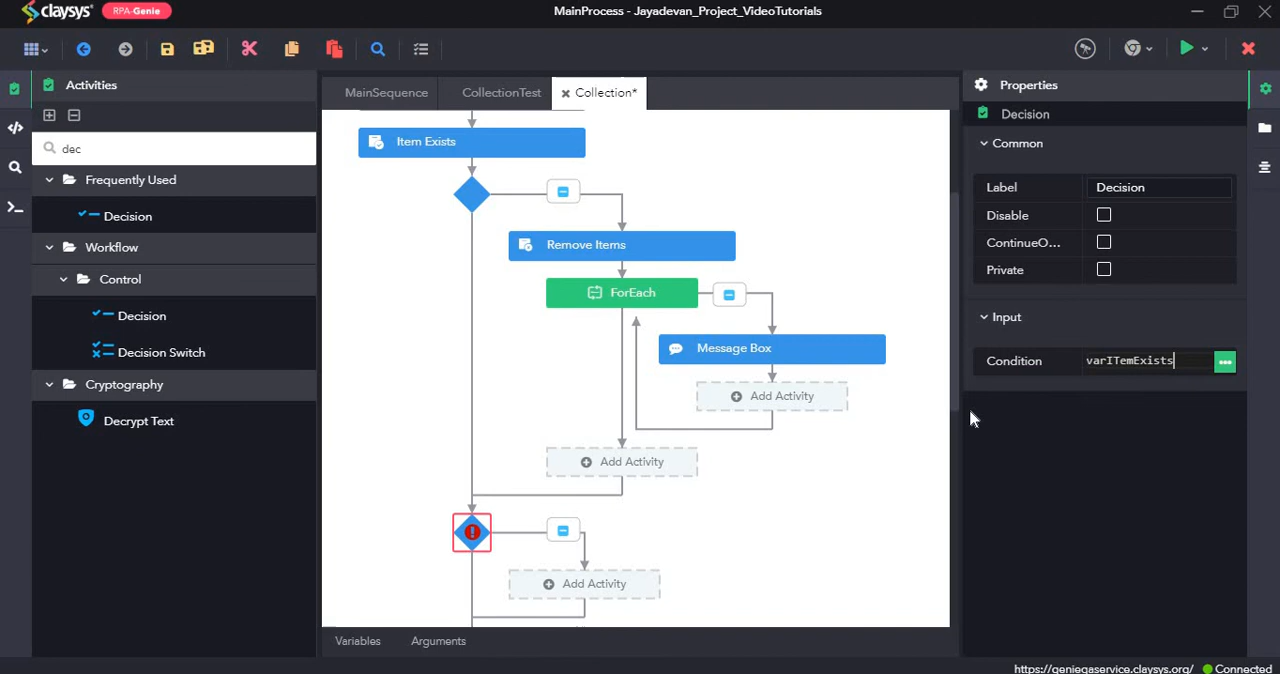 claysys RPA-Genie
MainProcess - Jayadevan_Project_VideoTutorials
Activities
dec
Frequently Used
Decision
Workflow
Control
Decision
Decision Switch
Cryptography
Decrypt Text
MainSequence CollectionTest Collection*
Item Exists
Remove Items
ForEach
Message Box
Add Activity
Add Activity
Add Activity
Variables Arguments
Properties
Decision
Common
Label Decision
Disable
ContinueO...
Private
Input
Condition varITemExists
https://genieqaservice.claysys.org/ Connected